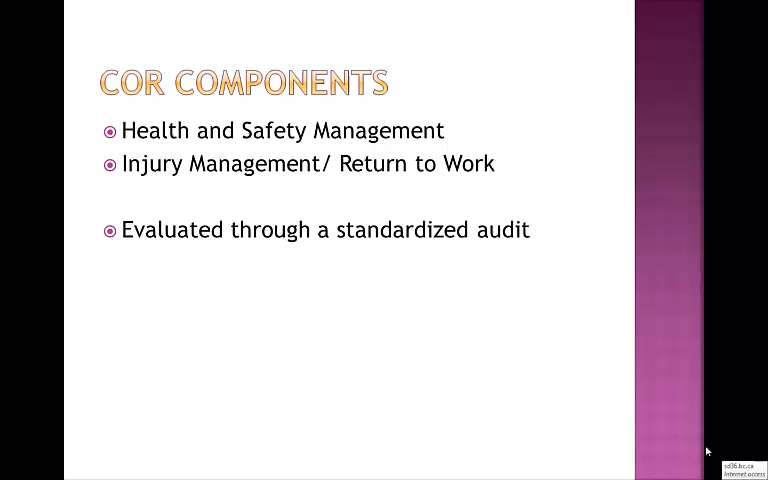 COR COMPONENTS
Health and Safety Management
Injury Management/ Return to Work
Evaluated through a standardized audit
sd36.bc.ca
Internet access